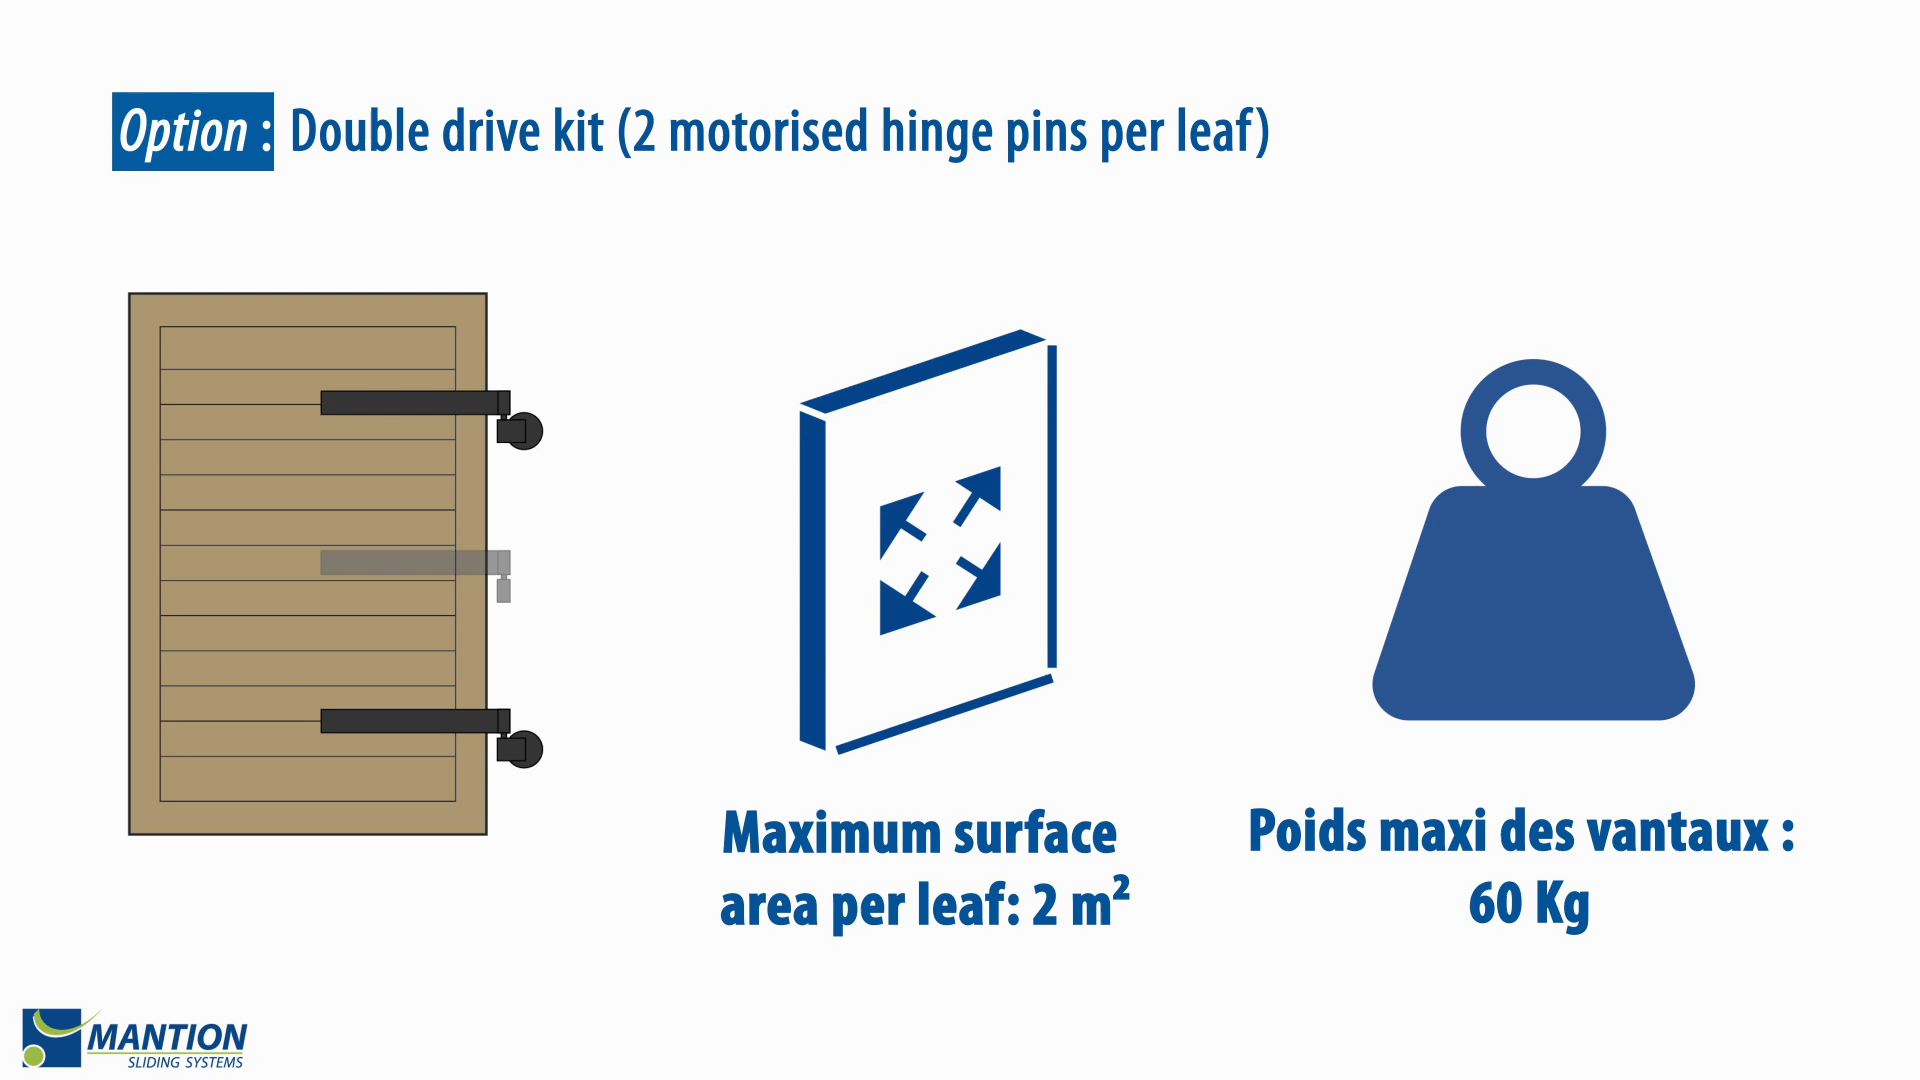 Option : Double drive kit (2 motorised hinge pins per leaf)
Maximum surface
area per leaf: 2 m²
Poids maxi des vantaux :
60 Kg
MANTION
SLIDING SYSTEMS